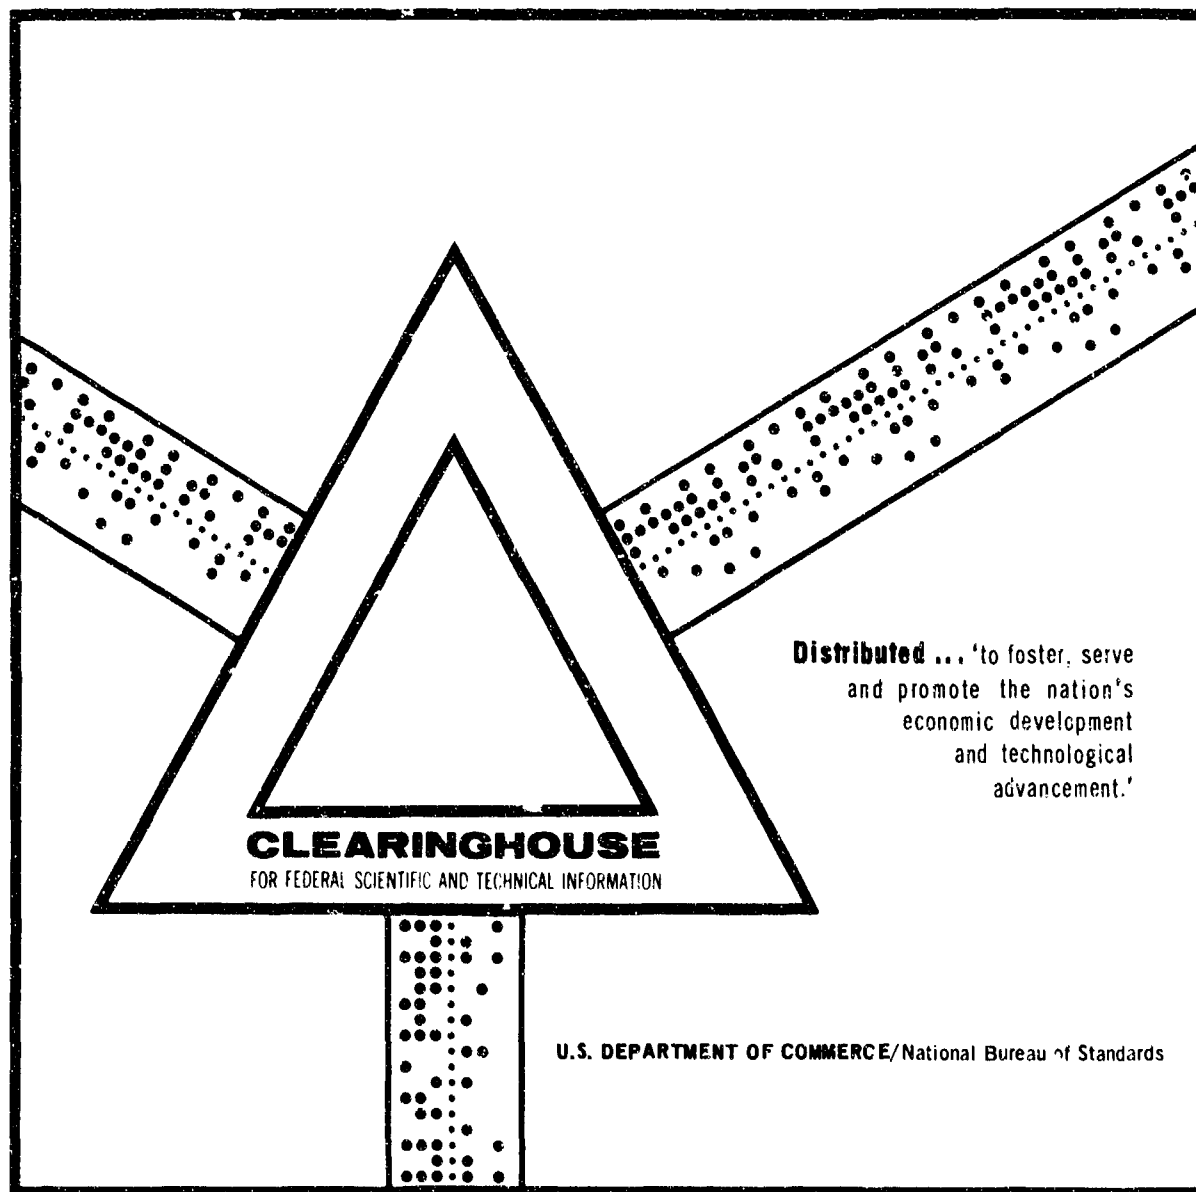 Distributed ... 'to foster, serve
and promote the nation's
economic development
and technological
advancement.'
CLEARINGHOUSE
FOR FEDERAL SCIENTIFIC AND TECHNICAL INFORMATION
U.S. DEPARTMENT OF COMMERCE/National Bureau of Standards